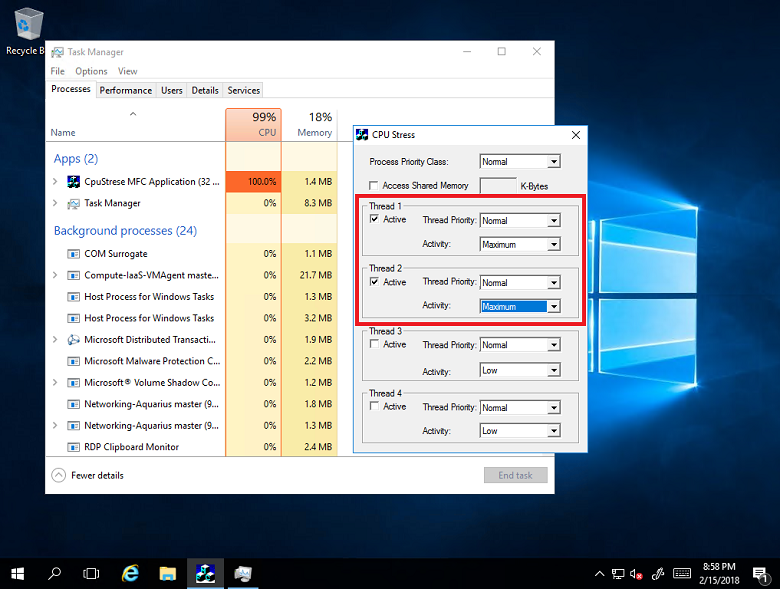 Recycle B
Task Manager
File Options View
Processes Performance Users Details Services
99% 18%
Name CPU Memory
Apps (2)
CpuStrese MFC Application (32 ... 100.0% 1.4 MB
Task Manager 0% 8.3 MB
Background processes (24)
COM Surrogate 0% 1.1 MB
Compute-IaaS-VMAgent maste... 0% 21.7 MB
Host Process for Windows Tasks 0% 1.3 MB
Host Process for Windows Tasks 0% 3.2 MB
Microsoft Distributed Transacti... 0% 1.9 MB
Microsoft Malware Protection C... 0% 2.2 MB
Microsoft® Volume Shadow Co... 0% 1.2 MB
Networking-Aquarius master (9... 0% 1.8 MB
Networking-Aquarius master (9... 0% 1.3 MB
RDP Clipboard Monitor 0% 2.4 MB
Fewer details
End task
CPU Stress
Process Priority Class: Normal
Access Shared Memory K-Bytes
Thread 1
Active Thread Priority: Normal
Activity: Maximum
Thread 2
Active Thread Priority: Normal
Activity: Maximum
Thread 3
Active Thread Priority: Normal
Activity: Low
Thread 4
Active Thread Priority: Normal
Activity: Low
8:58 PM
2/15/2018
1